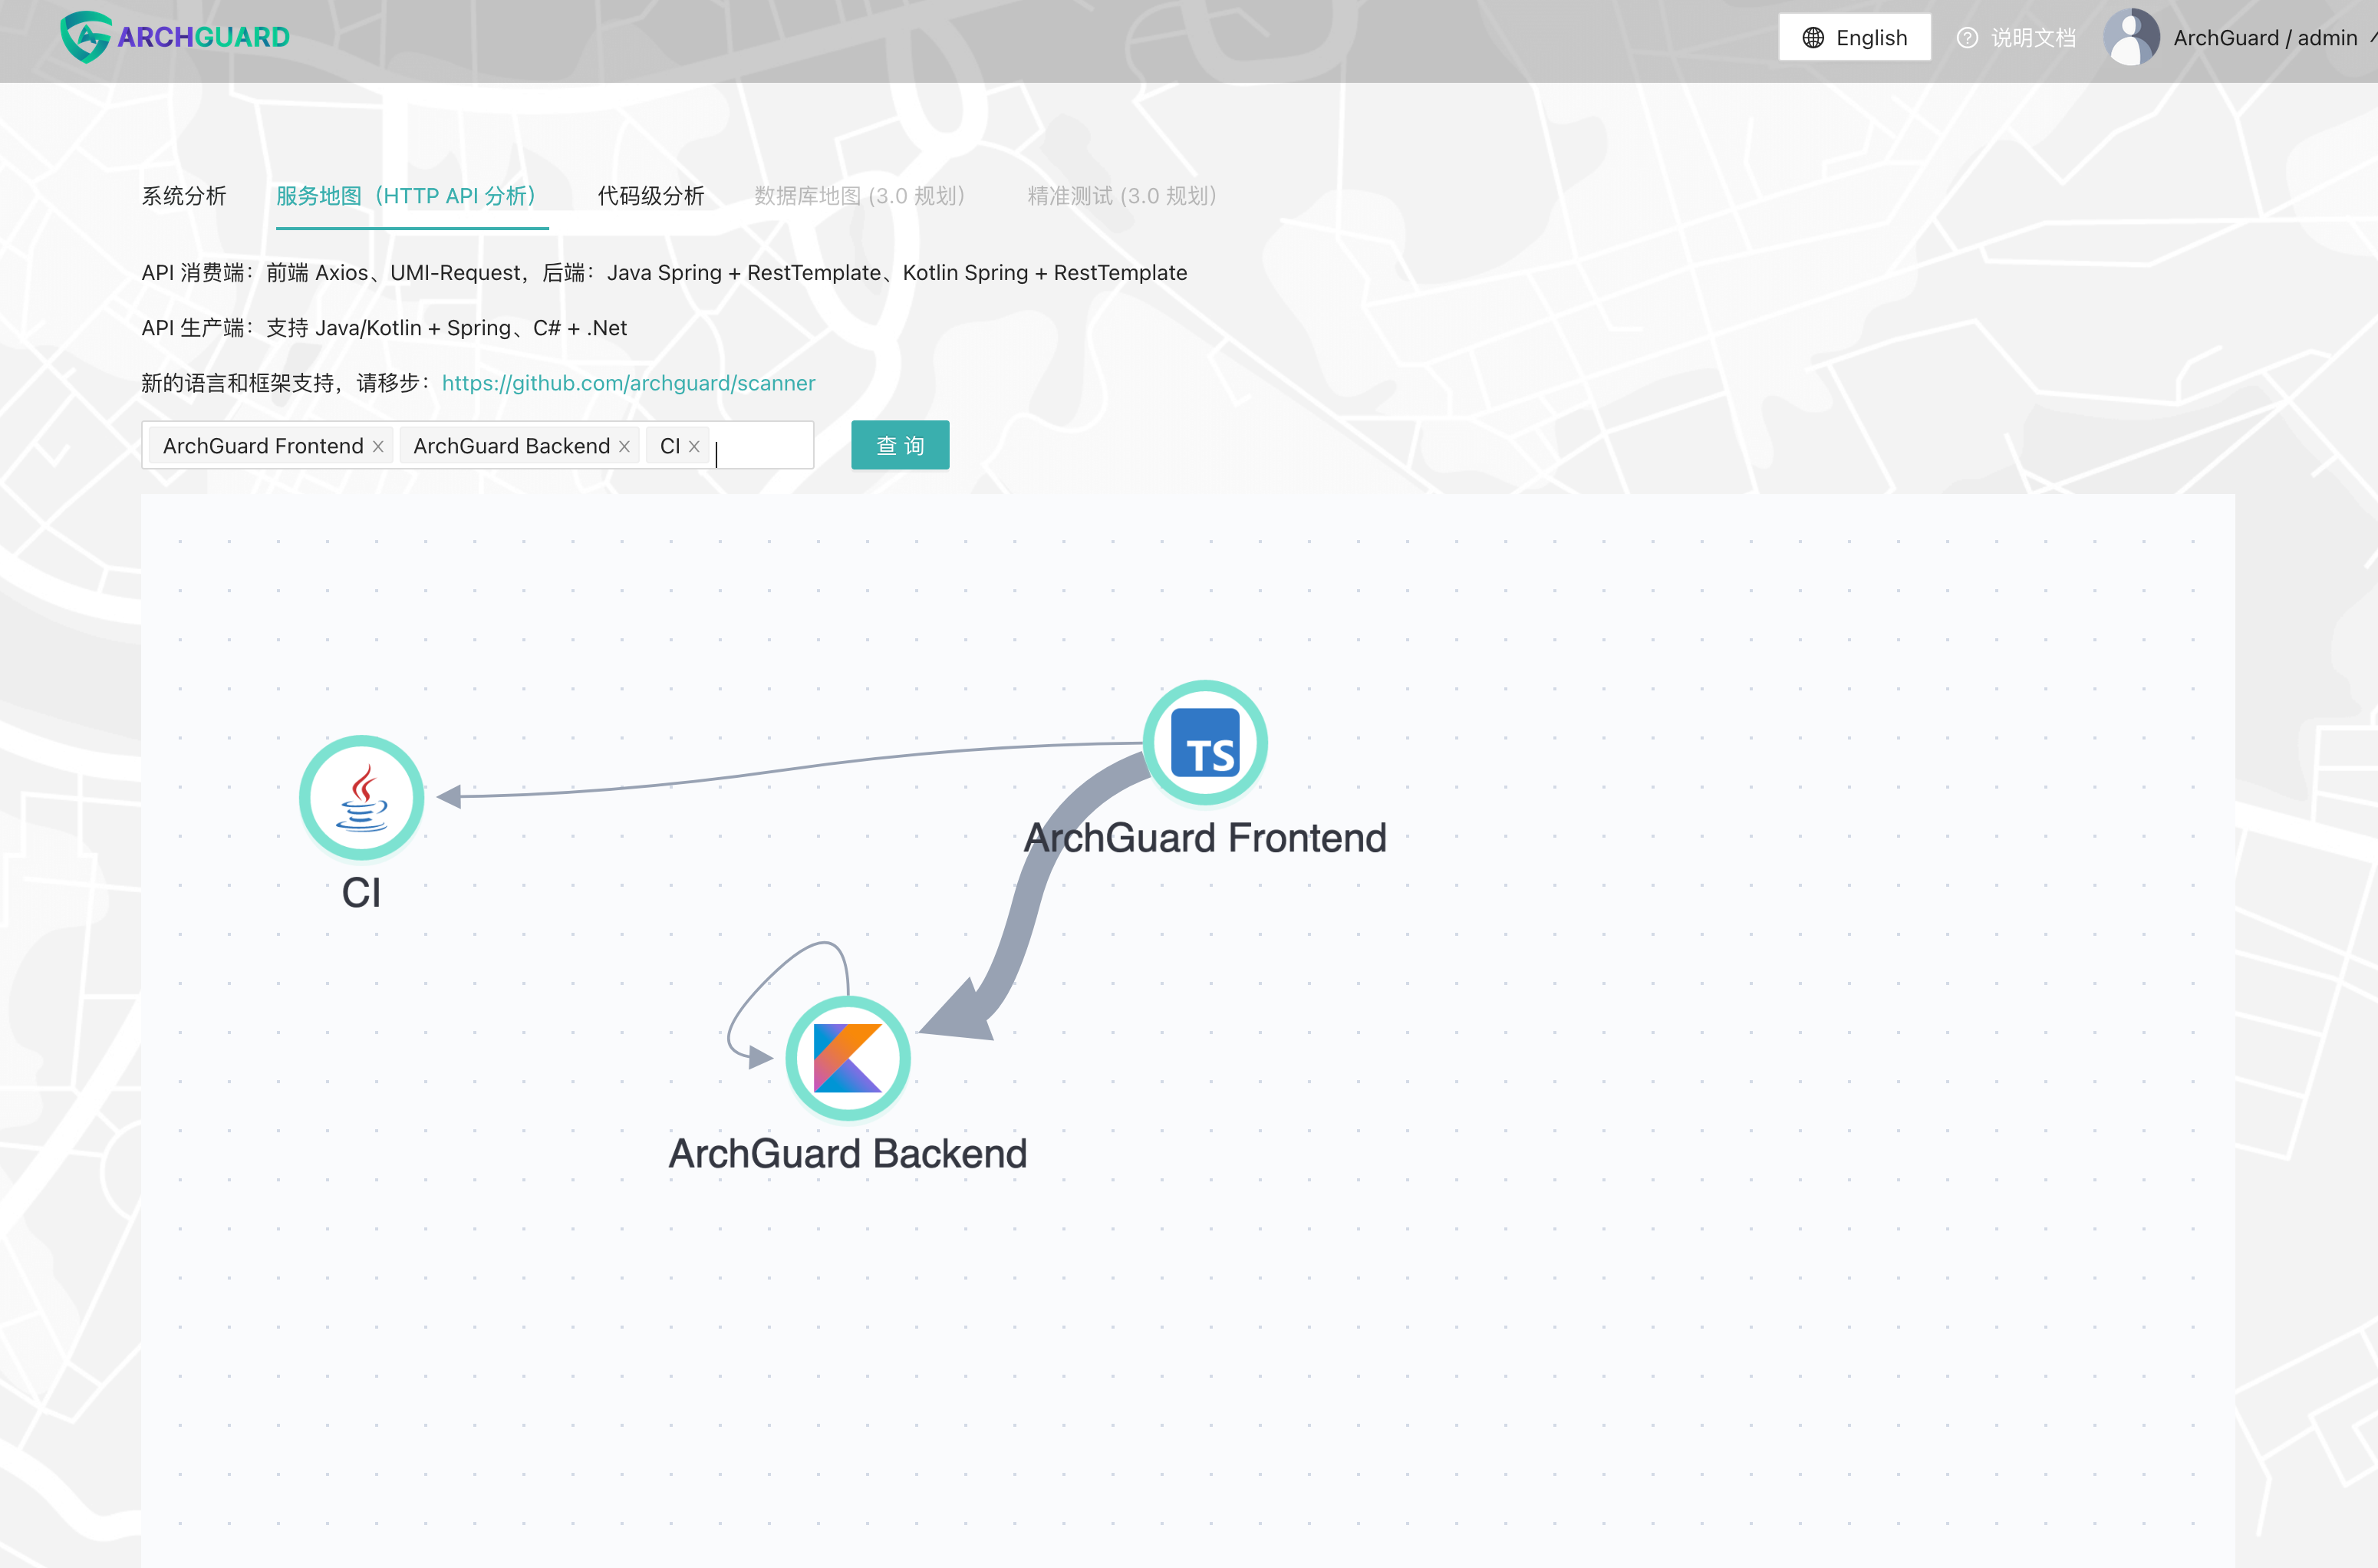 ARCHGUARD
English
说明文档
ArchGuard / admin
系统分析
服务地图（HTTP API 分析）
代码级分析
数据库地图 (3.0 规划)
精准测试 (3.0 规划)
API 消费端：前端 Axios、UMI-Request，后端：Java Spring + RestTemplate、Kotlin Spring + RestTemplate
API 生产端：支持 Java/Kotlin + Spring、C# + .Net
新的语言和框架支持，请移步：https://github.com/archguard/scanner
ArchGuard Frontend
ArchGuard Backend
CI
查 询
TS
ArchGuard Frontend
CI
ArchGuard Backend